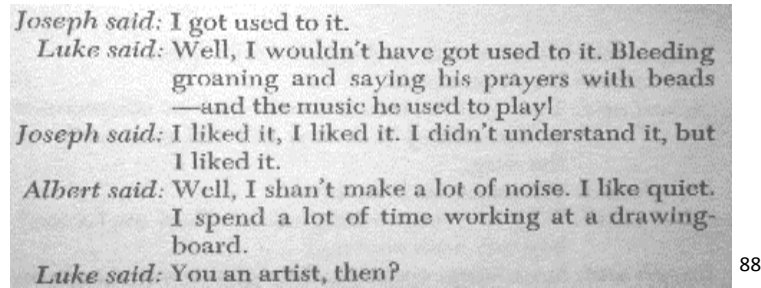 Joseph said: I got used to it.
Luke said: Well, I wouldn't have got used to it. Bleeding
groaning and saying his prayers with beads
—and the music he used to play!
Joseph said: I liked it, I liked it. I didn't understand it, but
I liked it.
Albert said: Well, I shan't make a lot of noise. I like quiet.
I spend a lot of time working at a drawing-
board.
Luke said: You an artist, then?
88